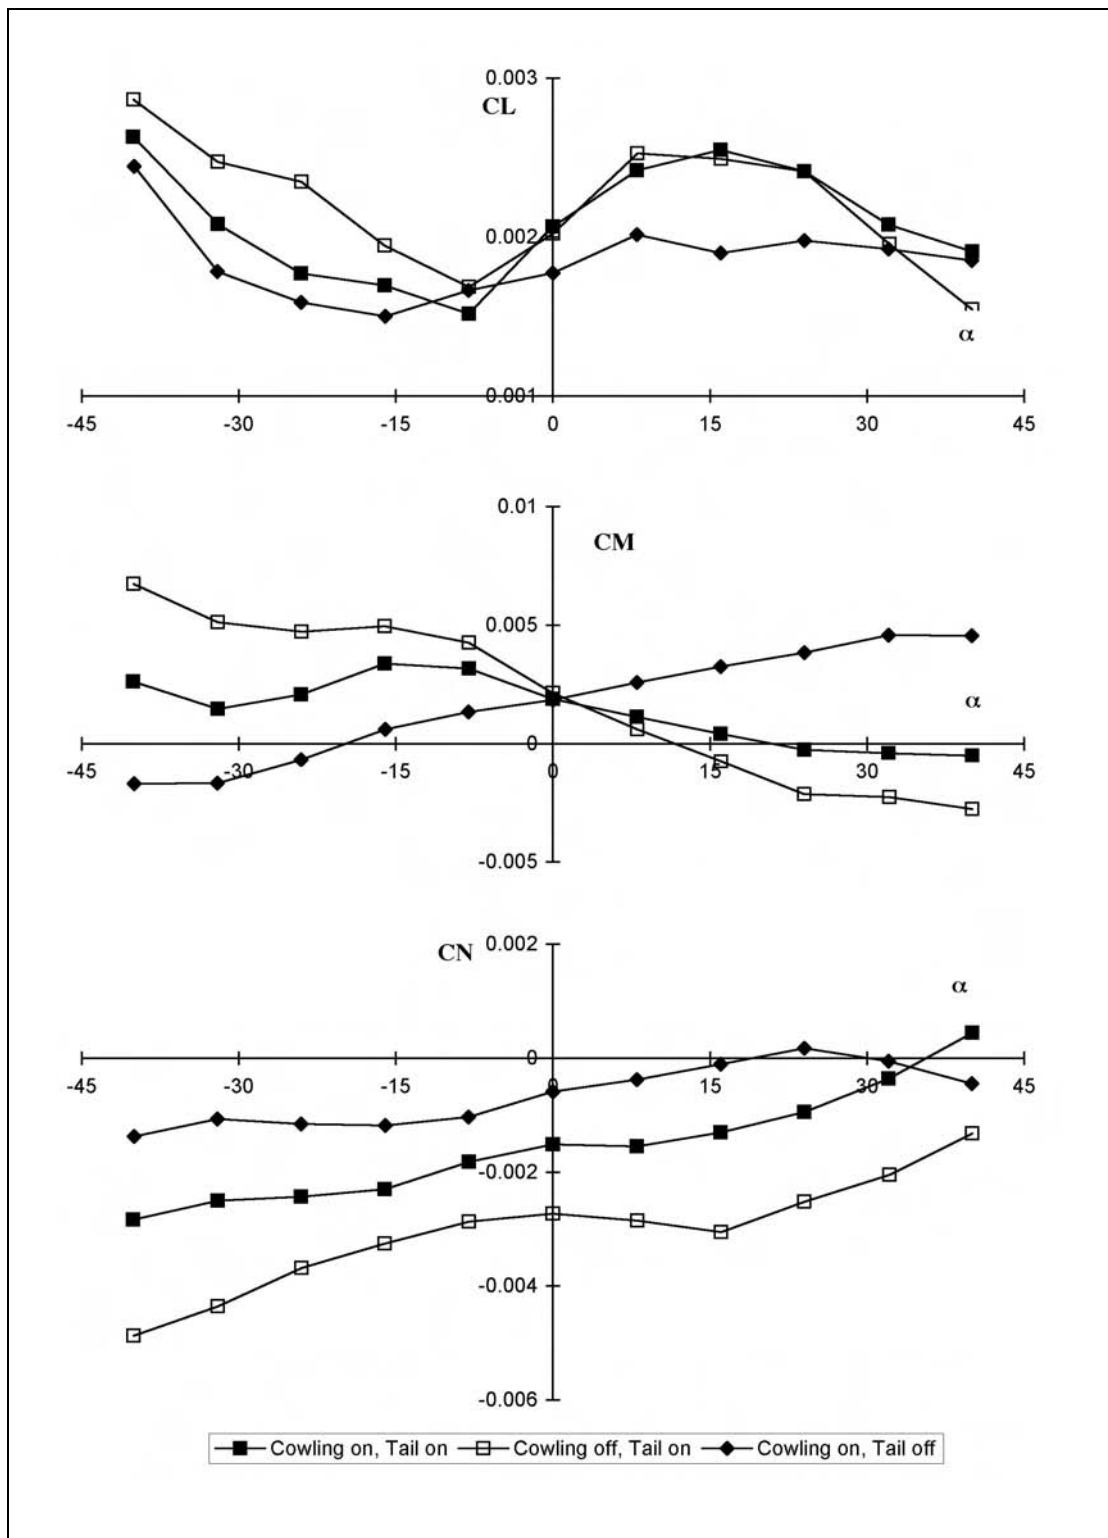 0.003
CL
0.002
α
0.001
-45 -30 -15 0 15 30 45
0.01
CM
0.005
α
0
-45 -30 -15 0 15 30 45
-0.005
0.002
CN
α
0
-45 -30 -15 0 15 30 45
-0.002
-0.004
-0.006
Cowling on, Tail on Cowling off, Tail on Cowling on, Tail off